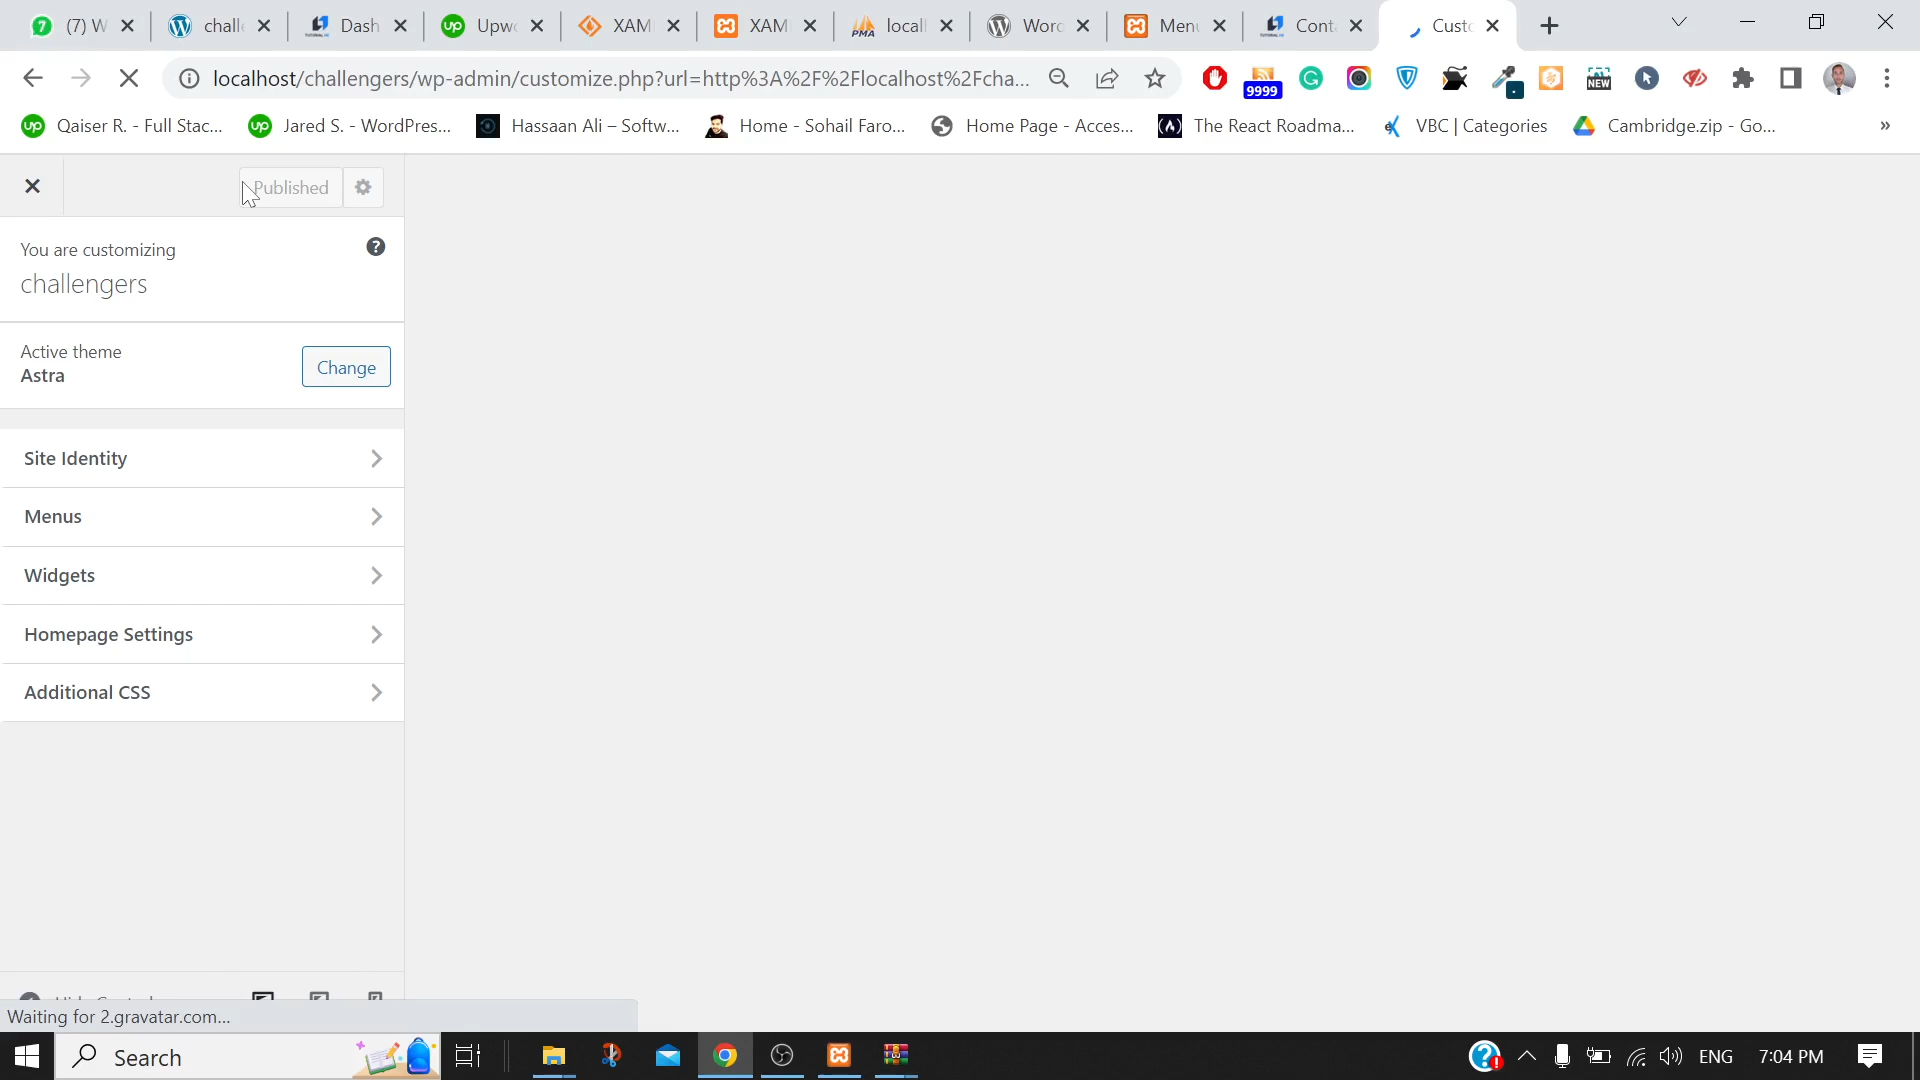 (7) W
chall
Dash
Upwo
XAM
XAM
locall
Word
Menu
Conta
Custo
localhost/challengers/wp-admin/customize.php?url=http%3A%2F%2Flocalhost%2Fcha...
9999
NEW
Qaiser R. - Full Stac...
Jared S. - WordPres...
Hassaan Ali – Softw...
Home - Sohail Faro...
Home Page - Acces...
The React Roadma...
VBC | Categories
Cambridge.zip - Go...
»
Published
You are customizing
challengers
Active theme
Astra
Change
Site Identity
Menus
Widgets
Homepage Settings
Additional CSS
Waiting for 2.gravatar.com...
Search
ENG
7:04 PM